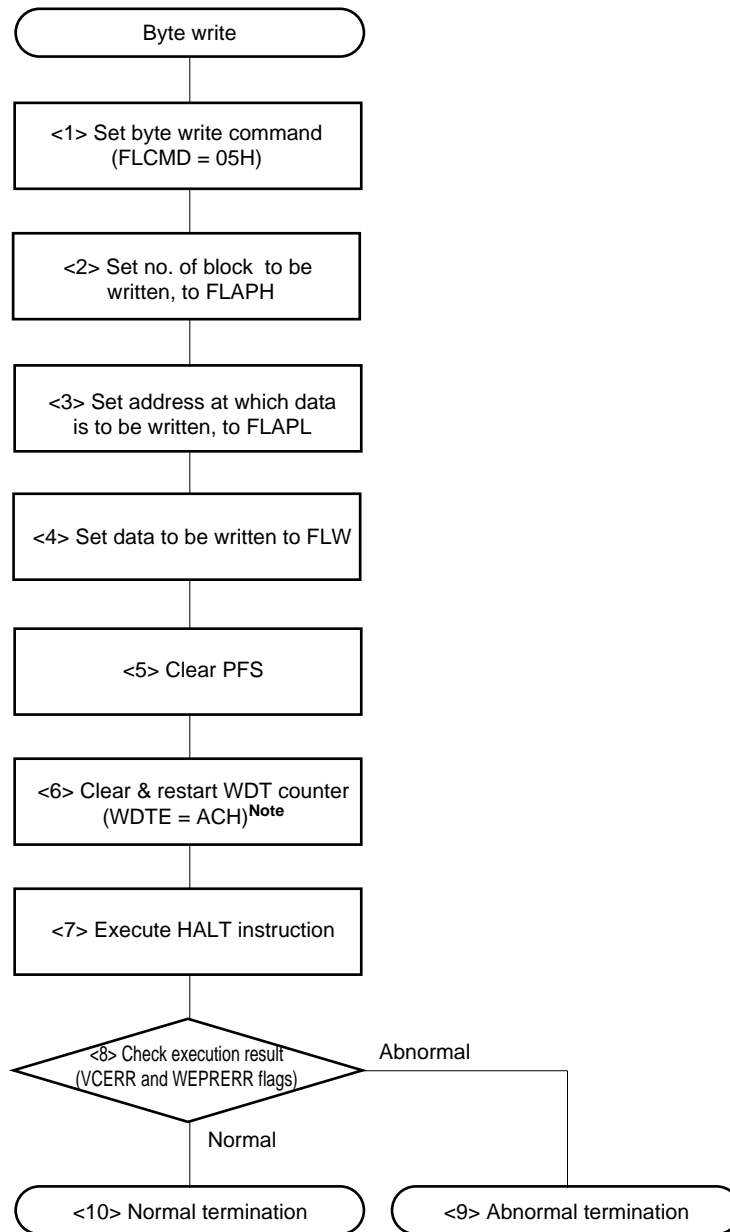 Byte write
<1> Set byte write command
(FLCMD = 05H)
<2> Set no. of block to be
written, to FLAPH
<3> Set address at which data
is to be written, to FLAPL
<4> Set data to be written to FLW
<5> Clear PFS
<6> Clear & restart WDT counter
(WDTE = ACH)Note
<7> Execute HALT instruction
<8> Check execution result
(VCERR and WEPRERR flags)
Abnormal
Normal
<10> Normal termination
<9> Abnormal termination